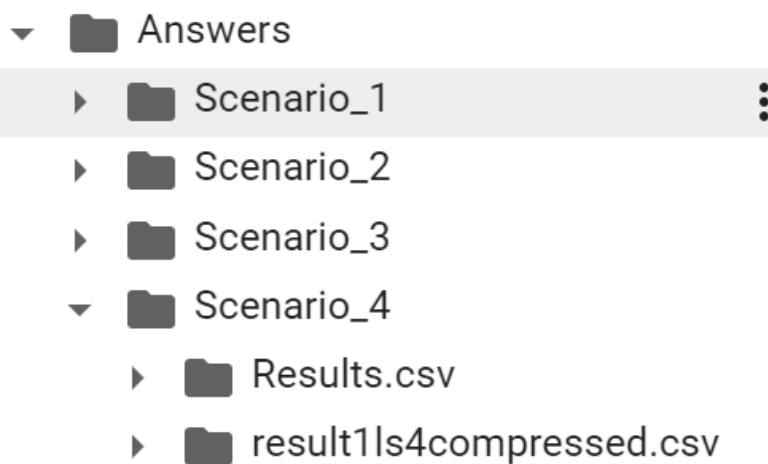 Answers
Scenario_1
Scenario_2
Scenario_3
Scenario_4
Results.csv
result1ls4compressed.csv